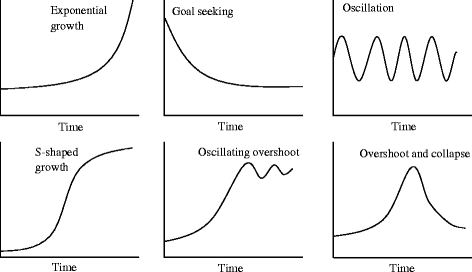 Exponential
growth
Goal seeking
Oscillation
Time
Time
Time
S-shaped
growth
Oscillating overshoot
Overshoot and collapse
Time
Time
Time